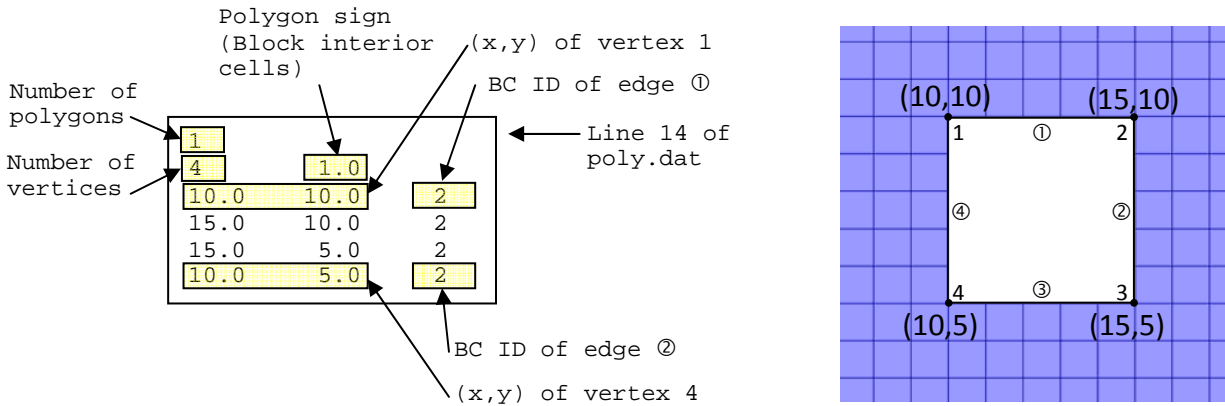 Polygon sign
(Block interior
cells)
(x,y) of vertex 1
BC ID of edge ①
Number of
polygons
Number of
vertices
Line 14 of
poly.dat
1
4 1.0
10.0 10.0 2
15.0 10.0 2
15.0 5.0 2
10.0 5.0 2
BC ID of edge ②
(x,y) of vertex 4
(10,10) (15,10)
1 ① 2
④ ②
4 ③ 3
(10,5) (15,5)